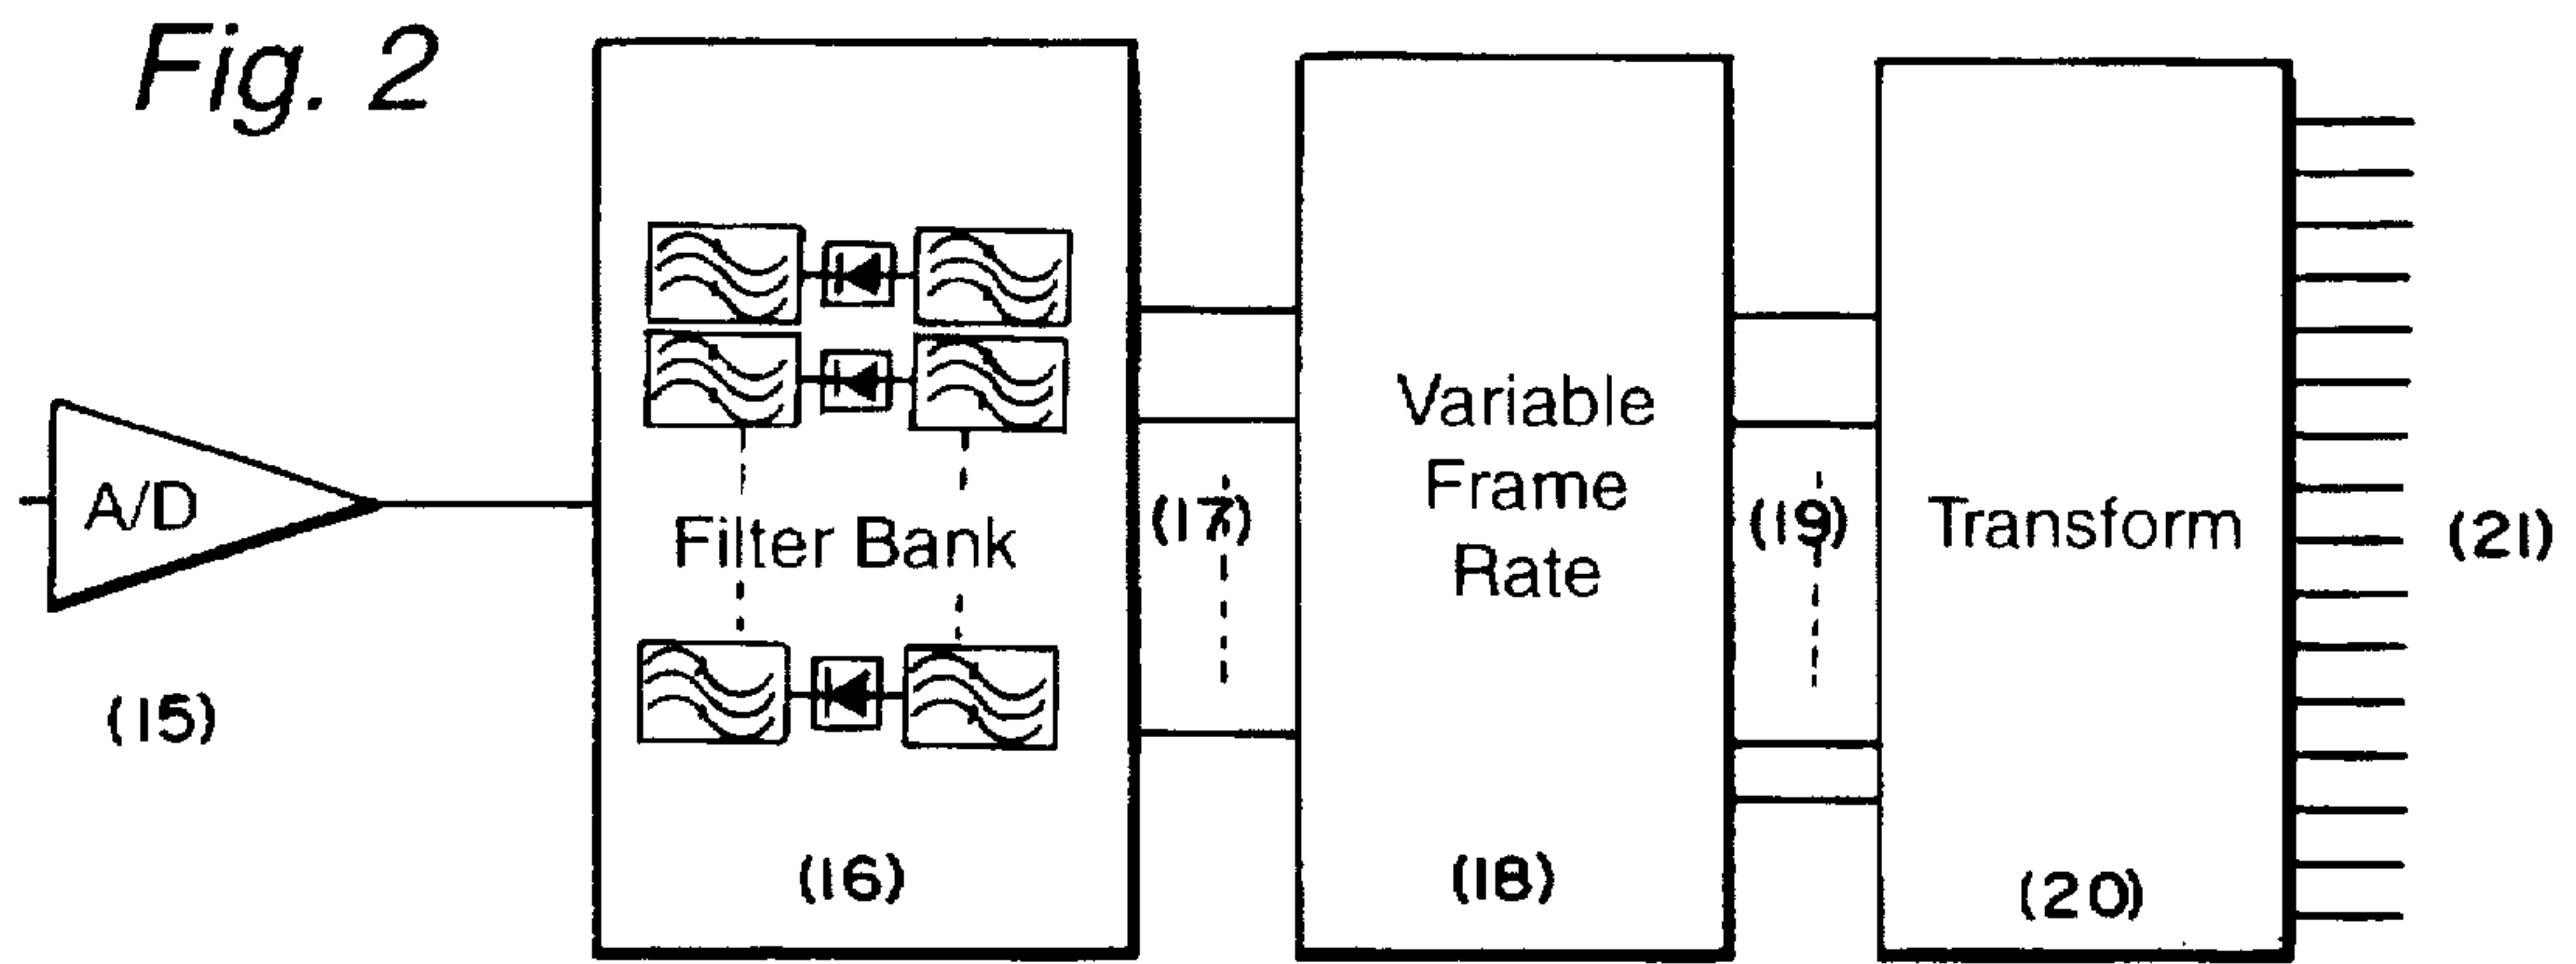 Fig. 2
A/D
(15)
Filter Bank
(16)
(17)
Variable
Frame
Rate
(18)
(19)
Transform
(20)
(21)